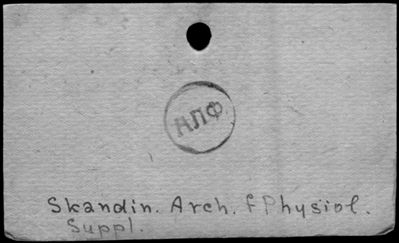 НЛФ
Skandin. Arch. f Physiol.
Suppl.